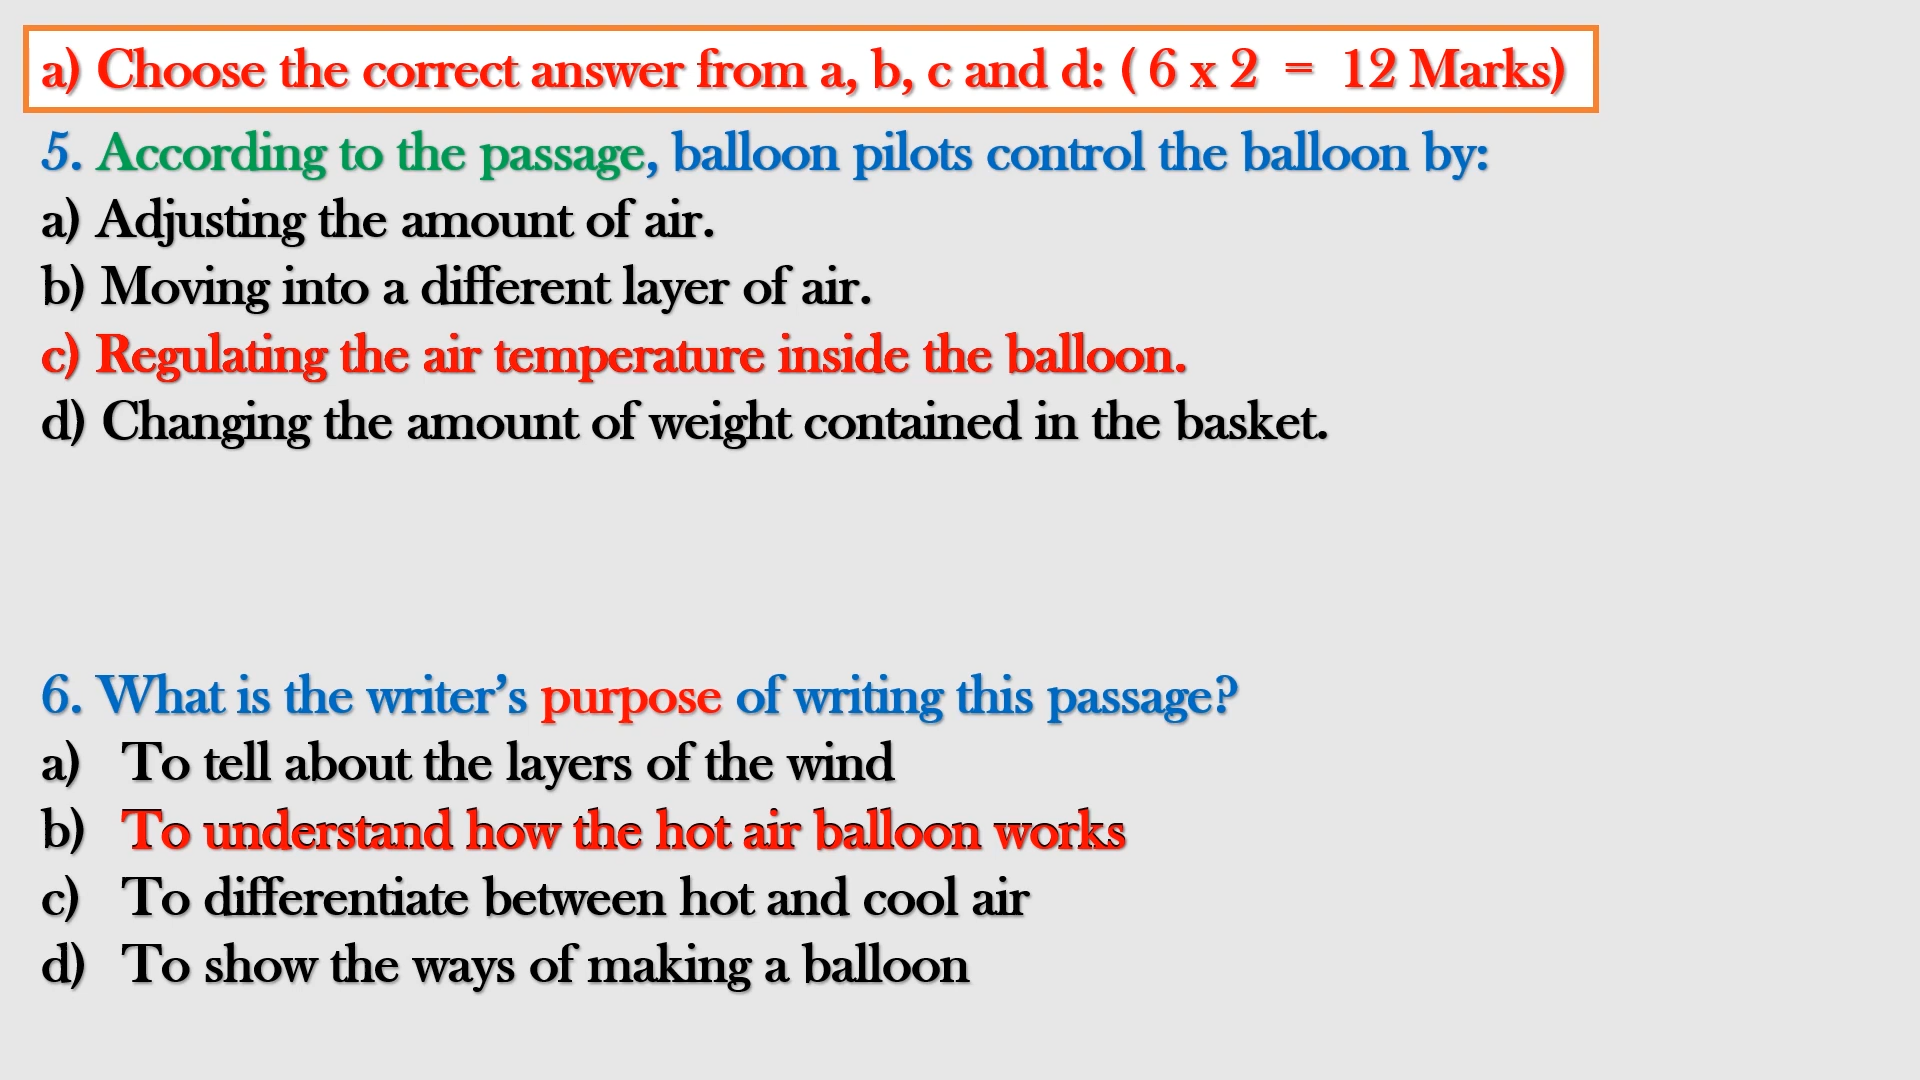 a) Choose the correct answer from a, b, c and d: ( 6 x 2 = 12 Marks)
5. According to the passage, balloon pilots control the balloon by:
a) Adjusting the amount of air.
b) Moving into a different layer of air.
c) Regulating the air temperature inside the balloon.
d) Changing the amount of weight contained in the basket.
6. What is the writer’s purpose of writing this passage?
a) To tell about the layers of the wind
b) To understand how the hot air balloon works
c) To differentiate between hot and cool air
d) To show the ways of making a balloon